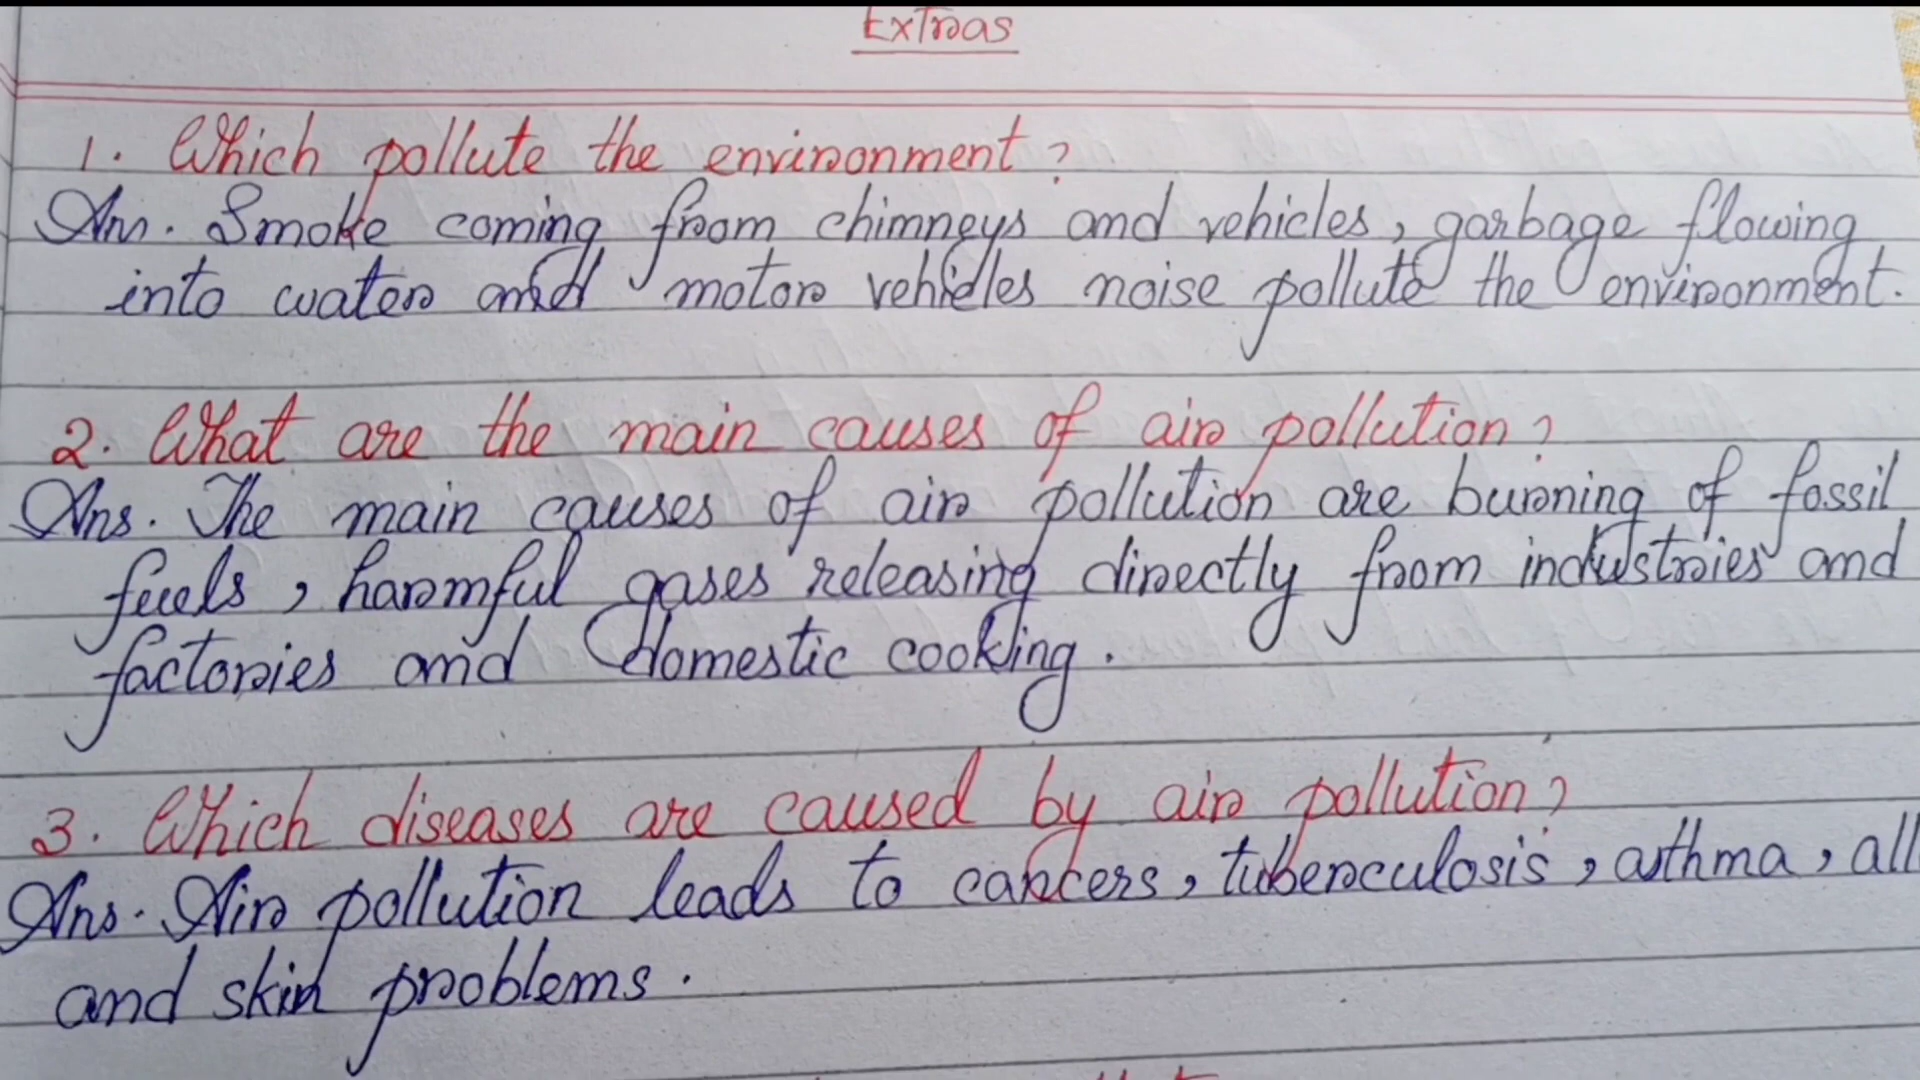 Extras
1. Which pollute the environment?
Ans. Smoke coming from chimneys and vehicles, garbage flowing
into water and motor vehicles noise pollute the environment.
2. What are the main causes of air pollution?
Ans. The main causes of air pollution are burning of fossil
fuels, harmful gases releasing directly from industries and
factories and domestic cooking.
3. Which diseases are caused by air pollution?
Ans. Air pollution leads to cancers, tuberculosis, asthma, all
and skin problems.